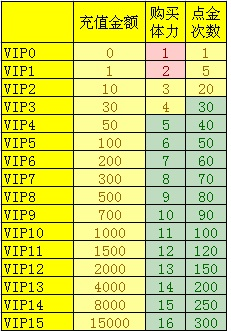 充值金额 购买体力 点金次数
VIP0 0 1 1
VIP1 1 2 5
VIP2 10 3 20
VIP3 30 4 30
VIP4 50 5 40
VIP5 100 6 50
VIP6 200 7 60
VIP7 300 8 70
VIP8 500 9 80
VIP9 700 10 90
VIP10 1000 11 100
VIP11 1500 12 120
VIP12 2000 13 150
VIP13 4000 14 200
VIP14 8000 15 250
VIP15 15000 16 300